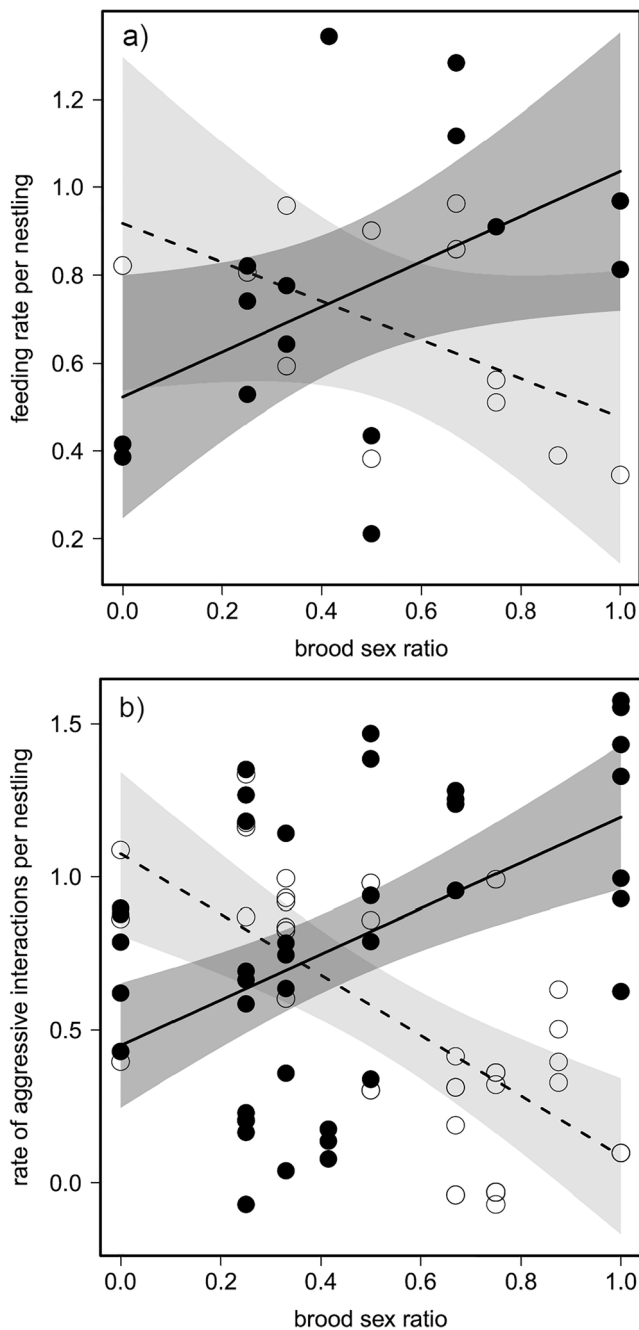 a)
feeding rate per nestling
1.2
1.0
0.8
0.6
0.4
0.2
0.0 0.2 0.4 0.6 0.8 1.0
brood sex ratio
b)
rate of aggressive interactions per nestling
1.5
1.0
0.5
0.0
0.0 0.2 0.4 0.6 0.8 1.0
brood sex ratio